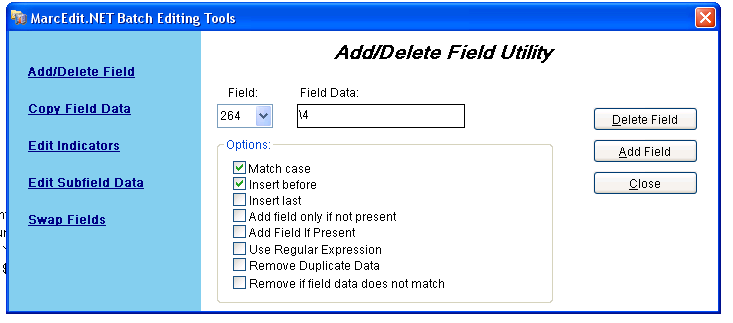 MarcEdit.NET Batch Editing Tools
Add/Delete Field Utility
Add/Delete Field
Copy Field Data
Edit Indicators
Edit Subfield Data
Swap Fields
Field:
Field Data:
264
\4
Options:
Match case
Insert before
Insert last
Add field only if not present
Add Field If Present
Use Regular Expression
Remove Duplicate Data
Remove if field data does not match
Delete Field
Add Field
Close